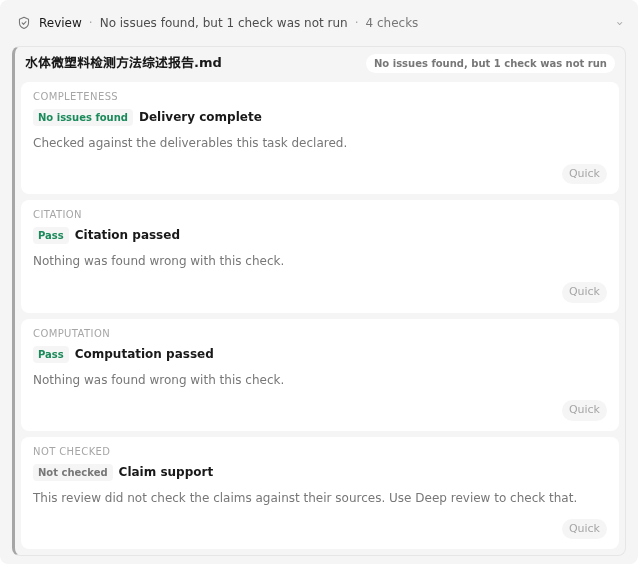 Review · No issues found, but 1 check was not run · 4 checks
水体微塑料检测方法综述报告.md
No issues found, but 1 check was not run
COMPLETENESS
No issues found Delivery complete
Checked against the deliverables this task declared.
Quick
CITATION
Pass Citation passed
Nothing was found wrong with this check.
Quick
COMPUTATION
Pass Computation passed
Nothing was found wrong with this check.
Quick
NOT CHECKED
Not checked Claim support
This review did not check the claims against their sources. Use Deep review to check that.
Quick